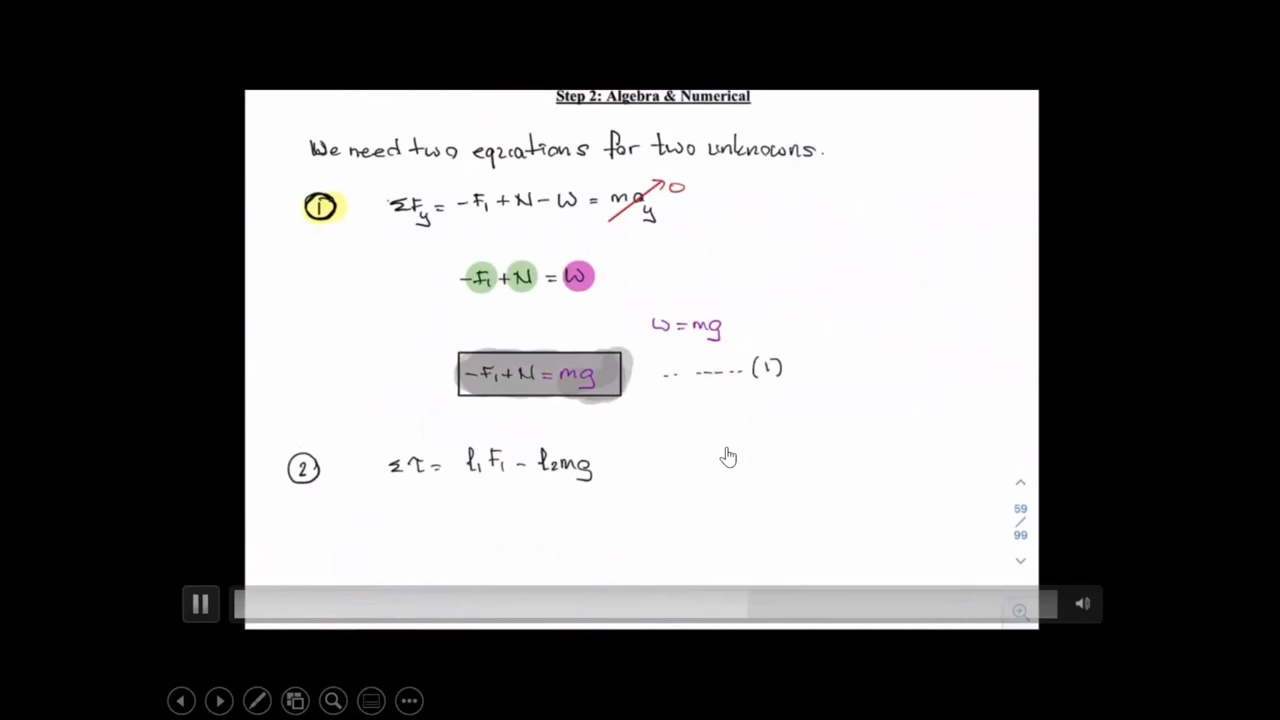 Step 2: Algebra & Numerical
We need two equations for two unknowns.
① ΣFy = -F₁ + N - W = may → 0
-F₁ + N = W
W = mg
-F₁ + N = mg .. ----.. (1)
② Στ = l₁F₁ - l₂mg
59
/
99